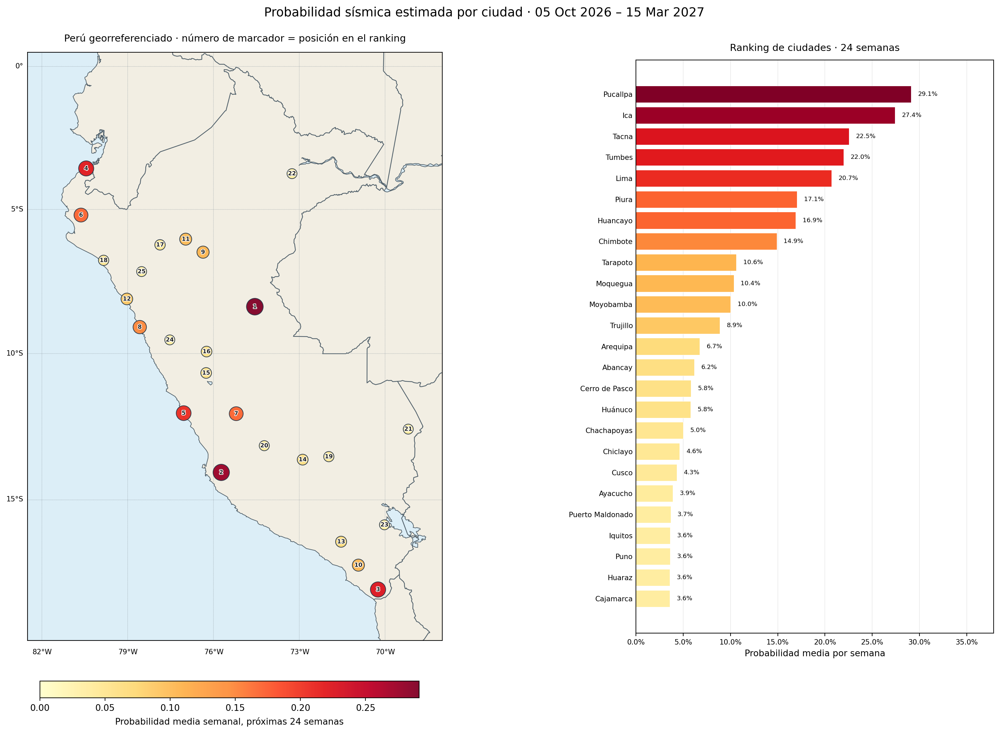 Probabilidad sísmica estimada por ciudad · 05 Oct 2026 – 15 Mar 2027
Perú georreferenciado · número de marcador = posición en el ranking
0°
5°S
10°S
15°S
82°W
79°W
76°W
73°W
70°W
4
22
6
11
17
9
18
25
12
1
8
24
16
15
5
7
21
20
19
14
2
23
13
10
3
0.00
0.05
0.10
0.15
0.20
0.25
Probabilidad media semanal, próximas 24 semanas
Ranking de ciudades · 24 semanas
Pucallpa 29.1%
Ica 27.4%
Tacna 22.5%
Tumbes 22.0%
Lima 20.7%
Piura 17.1%
Huancayo 16.9%
Chimbote 14.9%
Tarapoto 10.6%
Moquegua 10.4%
Moyobamba 10.0%
Trujillo 8.9%
Arequipa 6.7%
Abancay 6.2%
Cerro de Pasco 5.8%
Huánuco 5.8%
Chachapoyas 5.0%
Chiclayo 4.6%
Cusco 4.3%
Ayacucho 3.9%
Puerto Maldonado 3.7%
Iquitos 3.6%
Puno 3.6%
Huaraz 3.6%
Cajamarca 3.6%
0.0% 5.0% 10.0% 15.0% 20.0% 25.0% 30.0% 35.0%
Probabilidad media por semana